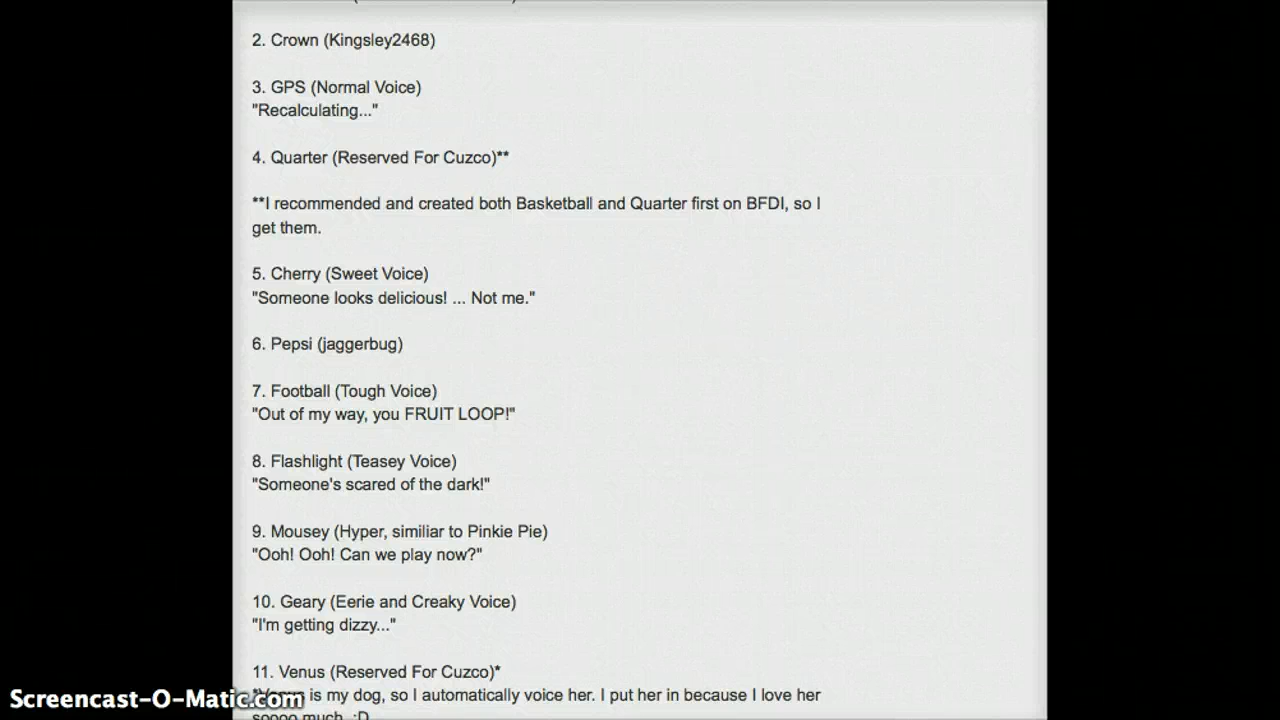 2. Crown (Kingsley2468)
3. GPS (Normal Voice)
"Recalculating..."
4. Quarter (Reserved For Cuzco)**
**I recommended and created both Basketball and Quarter first on BFDI, so I
get them.
5. Cherry (Sweet Voice)
"Someone looks delicious! ... Not me."
6. Pepsi (jaggerbug)
7. Football (Tough Voice)
"Out of my way, you FRUIT LOOP!"
8. Flashlight (Teasey Voice)
"Someone's scared of the dark!"
9. Mousey (Hyper, similiar to Pinkie Pie)
"Ooh! Ooh! Can we play now?"
10. Geary (Eerie and Creaky Voice)
"I'm getting dizzy..."
11. Venus (Reserved For Cuzco)*
*Venus is my dog, so I automatically voice her. I put her in because I love her
soooo much. :D
Screencast-O-Matic.com